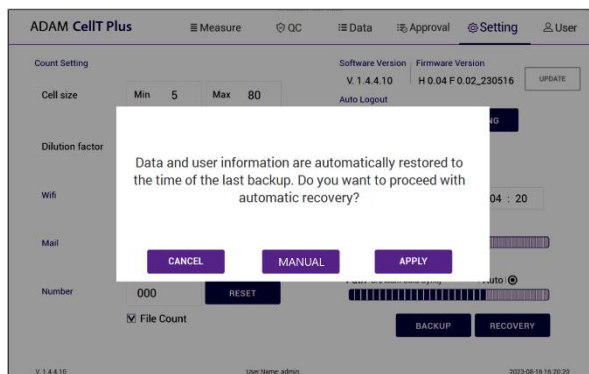 ADAM CellT Plus
Measure
QC
Data
Approval
Setting
User
Count Setting
Software Version
Firmware Version
V. 1.4.4.10
H 0.04 F 0.02_230516
UPDATE
Auto Logout
Cell size
Min 5 Max 80
Dilution factor
Data and user information are automatically restored to
the time of the last backup. Do you want to proceed with
automatic recovery?
CANCEL
MANUAL
APPLY
Wifi
04 : 20
Mail
Auto
Number
000
RESET
File Count
BACKUP
RECOVERY
V. 1.4.4.10
User Name: admin
2023-08-16 16:20:20